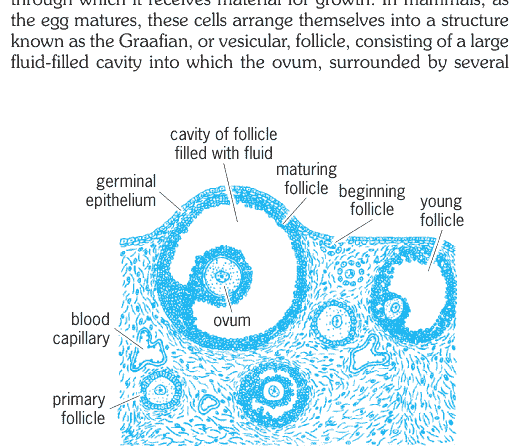 through which it receives material for growth. In mammals, as
the egg matures, these cells arrange themselves into a structure
known as the Graafian, or vesicular, follicle, consisting of a large
fluid-filled cavity into which the ovum, surrounded by several
cavity of follicle
filled with fluid
maturing
follicle
germinal
epithelium
beginning
follicle
young
follicle
ovum
blood
capillary
primary
follicle